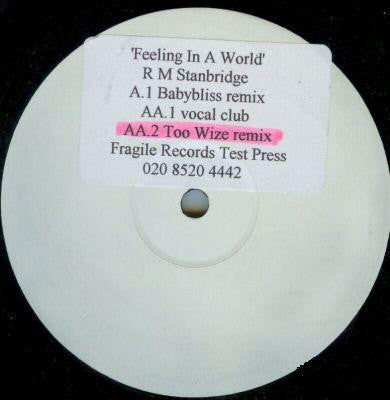 'Feeling In A World'
R M Stanbridge
A.1 Babybliss remix
AA.1 vocal club
AA.2 Too Wize remix
Fragile Records Test Press
020 8520 4442